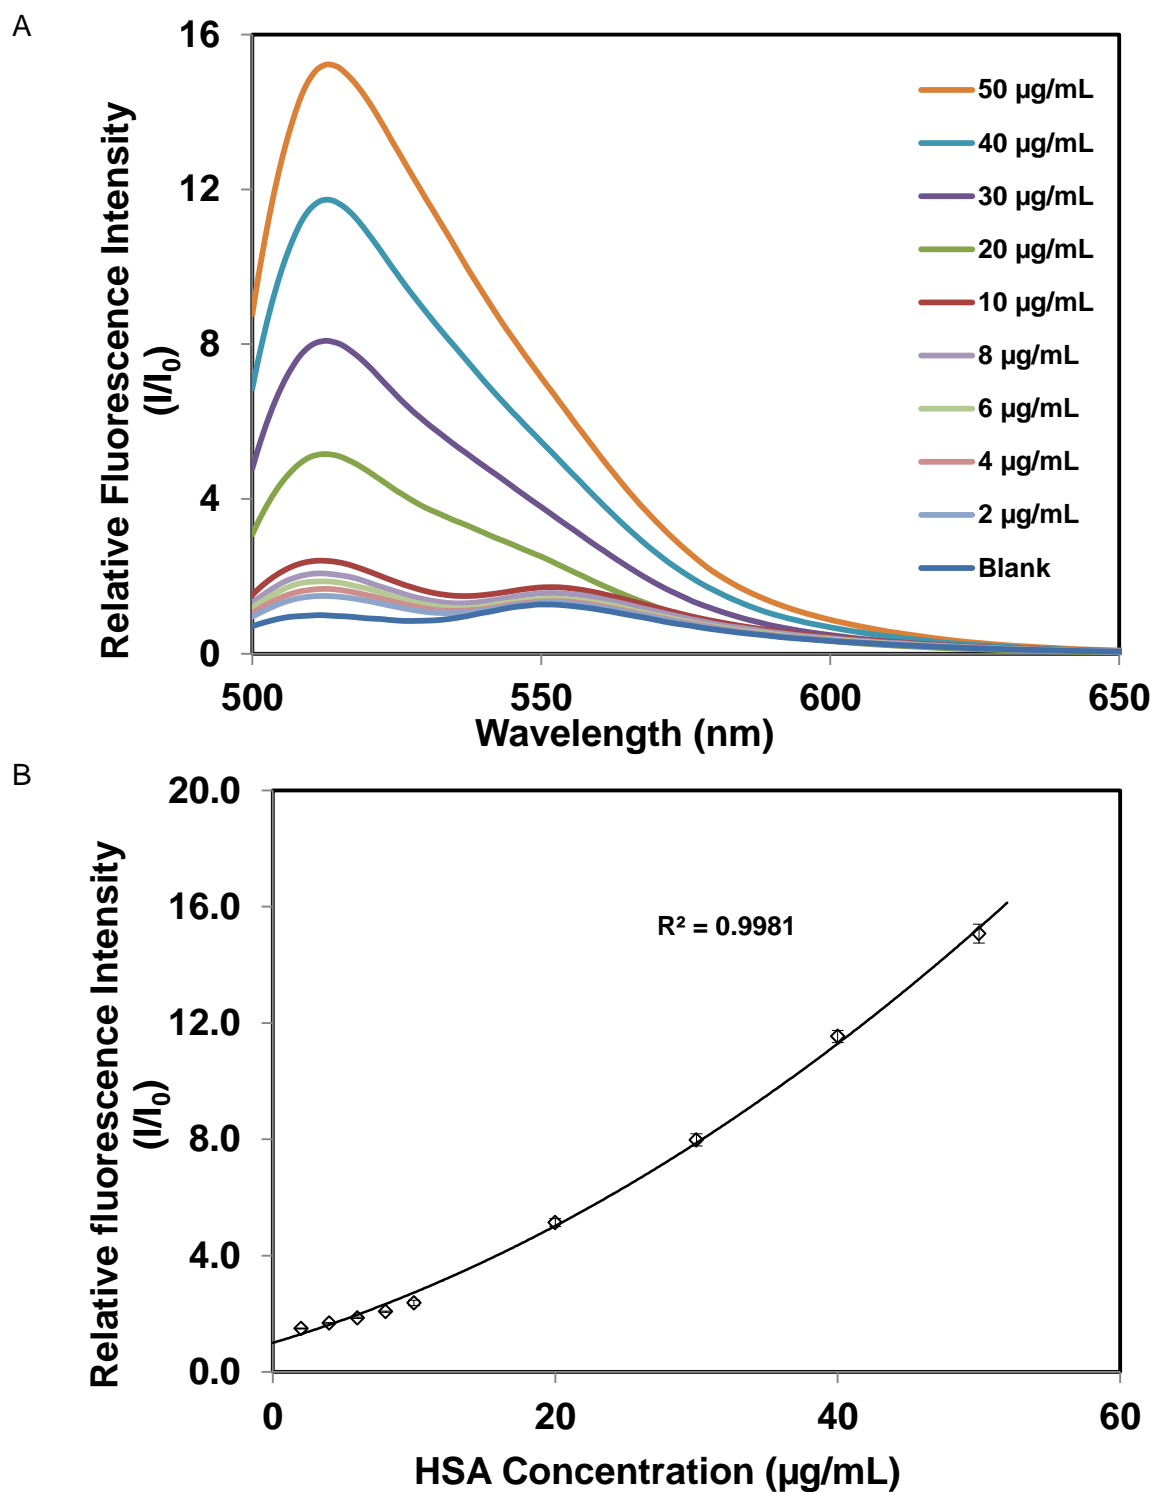 A
Relative Fluorescence Intensity
(I/I₀)
16
12
8
4
0
50 µg/mL
40 µg/mL
30 µg/mL
20 µg/mL
10 µg/mL
8 µg/mL
6 µg/mL
4 µg/mL
2 µg/mL
Blank
500
550
600
650
Wavelength (nm)
B
Relative fluorescence Intensity
(I/I₀)
20.0
16.0
12.0
8.0
4.0
0.0
R² = 0.9981
0
20
40
60
HSA Concentration (µg/mL)